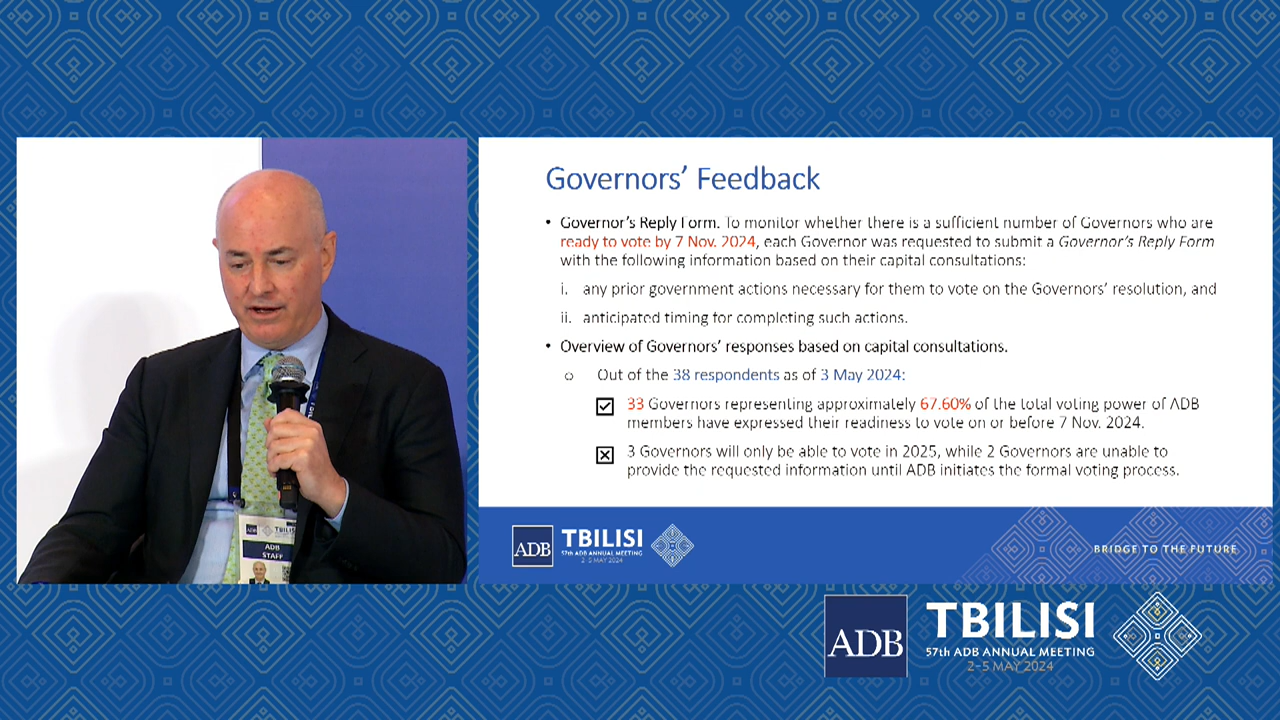 Governors' Feedback
• Governor's Reply Form. To monitor whether there is a sufficient number of Governors who are
ready to vote by 7 Nov. 2024, each Governor was requested to submit a Governor's Reply Form
with the following information based on their capital consultations:
i. any prior government actions necessary for them to vote on the Governors' resolution, and
ii. anticipated timing for completing such actions.
• Overview of Governors' responses based on capital consultations.
○ Out of the 38 respondents as of 3 May 2024:
33 Governors representing approximately 67.60% of the total voting power of ADB
members have expressed their readiness to vote on or before 7 Nov. 2024.
3 Governors will only be able to vote in 2025, while 2 Governors are unable to
provide the requested information until ADB initiates the formal voting process.
ADB
TBILISI
57th ADB ANNUAL MEETING
2-5 MAY 2024
BRIDGE TO THE FUTURE
ADB
TBILISI
ADB
STAFF
ADB
TBILISI
57th ADB ANNUAL MEETING
2–5 MAY 2024